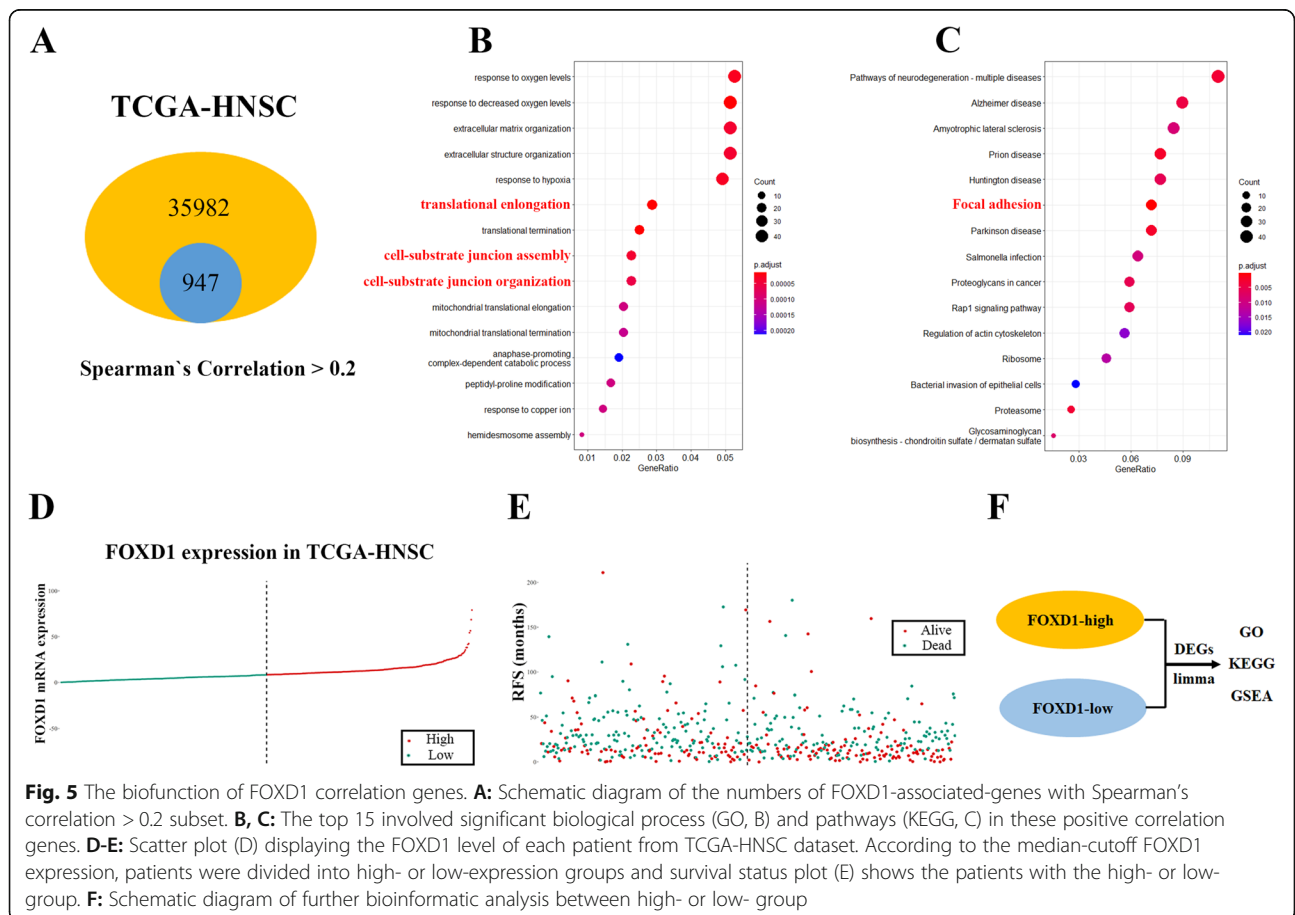 A
TCGA-HNSC
35982
947
Spearman`s Correlation > 0.2
B
response to oxygen levels
response to decreased oxygen levels
extracellular matrix organization
extracellular structure organization
response to hypoxia
translational enlongation
translational termination
cell-substrate juncion assembly
cell-substrate juncion organization
mitochondrial translational elongation
mitochondrial translational termination
anaphase-promoting
complex-dependent catabolic process
peptidyl-proline modification
response to copper ion
hemidesmosome assembly
0.01 0.02 0.03 0.04 0.05
GeneRatio
Count
10
20
30
40
p.adjust
0.00005
0.00010
0.00015
0.00020
C
Pathways of neurodegeneration - multiple diseases
Alzheimer disease
Amyotrophic lateral sclerosis
Prion disease
Huntington disease
Focal adhesion
Parkinson disease
Salmonella infection
Proteoglycans in cancer
Rap1 signaling pathway
Regulation of actin cytoskeleton
Ribosome
Bacterial invasion of epithelial cells
Proteasome
Glycosaminoglycan
biosynthesis - chondroitin sulfate / dermatan sulfate
0.03 0.06 0.09
GeneRatio
Count
10
20
30
40
p.adjust
0.005
0.010
0.015
0.020
D
FOXD1 expression in TCGA-HNSC
FOXD1 mRNA expression
100
50
0
-50
High
Low
E
RFS (months)
200
150
100
50
0
Alive
Dead
F
FOXD1-high
FOXD1-low
DEGs
limma
GO
KEGG
GSEA
Fig. 5 The biofunction of FOXD1 correlation genes. A: Schematic diagram of the numbers of FOXD1-associated-genes with Spearman's
correlation > 0.2 subset. B, C: The top 15 involved significant biological process (GO, B) and pathways (KEGG, C) in these positive correlation
genes. D-E: Scatter plot (D) displaying the FOXD1 level of each patient from TCGA-HNSC dataset. According to the median-cutoff FOXD1
expression, patients were divided into high- or low-expression groups and survival status plot (E) shows the patients with the high- or low-
group. F: Schematic diagram of further bioinformatic analysis between high- or low- group